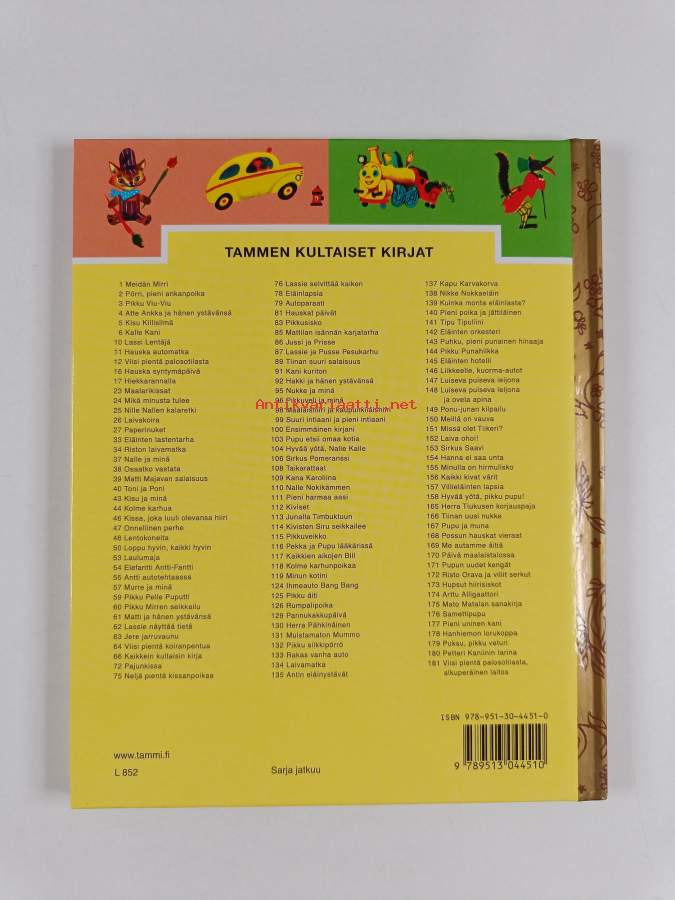 TAMMEN KULTAISET KIRJAT
1 Meidän Mirri
2 Pörri, pieni ankanpoika
3 Pikku Viu-Viu
4 Atte Ankka ja hänen ystävänsä
5 Kisu Kiilisilmä
6 Kalle Kani
10 Lassi Lentäjä
11 Hauska automatka
12 Viisi pientä palosotilasta
16 Hauska syntymäpäivä
17 Hiekkarannalla
23 Maalarikissat
24 Mikä minusta tulee
25 Nille Nallen kalaretki
26 Laivakoira
27 Paperinuket
33 Eläinten lastentarha
34 Riston laivamatka
37 Nalle ja minä
38 Osaatko vastata
39 Matti Majavan salaisuus
40 Toni ja Poni
43 Kisu ja minä
44 Kolme karhua
46 Kissa, joka luuli olevansa hiiri
47 Onnellinen perhe
48 Lentokoneita
50 Loppu hyvin, kaikki hyvin
53 Laulumaja
54 Elefantti Antti-Fantti
55 Antti autotehtaassa
57 Murre ja minä
59 Pikku Pelle Puputti
60 Pikku Mirren seikkailu
61 Matti ja hänen ystävänsä
62 Lassie näyttää tietä
63 Jere jarruvaunu
64 Viisi pientä koiranpentua
66 Kaikkein kultaisin kirja
72 Pajunkissa
75 Neljä pientä kissanpoikaa
76 Lassie selvittää kaiken
78 Eläinlapsia
79 Autoparaati
81 Hauskat päivät
83 Pikkusisko
85 Mattilan isännän karjatarha
86 Jussi ja Prisse
87 Lassie ja Pusse Pesukarhu
89 Tiinan suuri salaisuus
91 Kani kuriton
92 Hakki ja hänen ystävänsä
95 Nukke ja minä
96 Pikkuveli ja minä
98 Maalaishiiri ja kaupunkilaishiiri
99 Suuri intiaani ja pieni intiaani
100 Ensimmäinen kirjani
103 Pupu etsii omaa kotia
104 Hyvää yötä, Nalle Kalle
106 Sirkus Pomeranssi
108 Taikarattaat
109 Kana Karoliina
110 Nalle Nokikämmen
111 Pieni harmaa aasi
112 Kiviset
113 Junalla Timbuktuun
114 Kivisten Siru seikkailee
115 Pikkuveikko
116 Pekka ja Pupu lääkärissä
117 Kaikkien aikojen Bill
118 Kolme karhunpoikaa
119 Minun kotini
124 Ihmeauto Bang Bang
125 Pikku äiti
126 Rumpalipoika
129 Pannukakkupäivä
130 Herra Pähkinäinen
131 Muistamaton Mummo
132 Pikku silkkipörrö
133 Rakas vanha auto
134 Laivamatka
135 Antin eläinystävät
137 Kapu Karvakorva
138 Nikke Nokkaeläin
139 Kuinka monta eläinlasta?
140 Pieni poika ja jättiläinen
141 Tipu Tipuliini
142 Eläinten orkesteri
143 Puhku, pieni punainen hinaaja
144 Pikku Punahilkka
145 Eläinten hotelli
146 Liikkeelle, kuorma-autot
147 Luiseva puiseva leijona
148 Luiseva puiseva leijona
ja ovela apina
149 Ponu-junan kilpailu
150 Meillä on vauva
151 Missä olet Tiikeri?
152 Laiva ohoi!
153 Sirkus Saavi
154 Hanna ei saa unta
155 Minulla on hirmulisko
156 Kaikki kivat värit
157 Villieläinten lapsia
158 Hyvää yötä, pikku pupu!
165 Herra Tiukusen korjauspaja
166 Tiinan uusi nukke
167 Pupu ja muna
168 Possun hauskat vieraat
169 Me autamme äitiä
170 Päivä maalaistalossa
171 Pupun uudet kengät
172 Risto Orava ja villit serkut
173 Hupsut hiirisiskot
174 Arttu Alligaattori
175 Mato Matalan sanakirja
176 Samettipupu
177 Pieni uninen kani
178 Hanhiemon lorukoppa
179 Puksu, pikku veturi
180 Petteri Kaniinin tarina
181 Viisi pientä palosotilasta,
alkuperäinen laitos
Antikvariaatti.net
ISBN 978-951-30-4451-0
9 789513 044510
www.tammi.fi
L 852
Sarja jatkuu